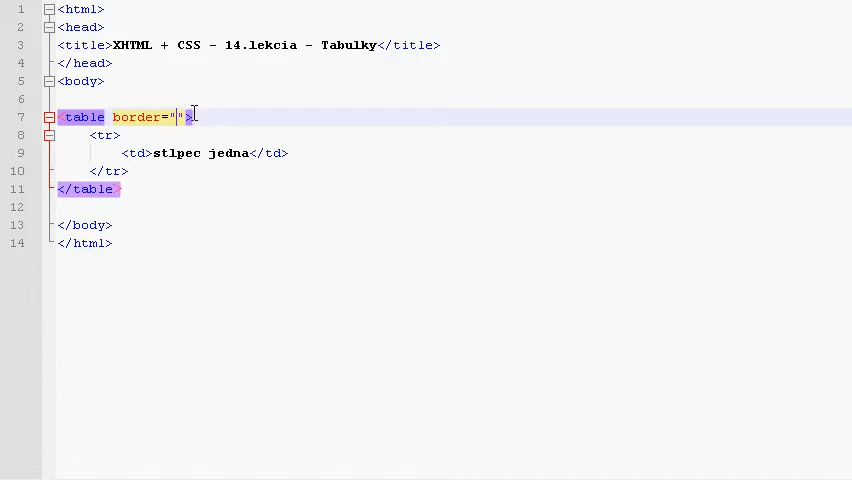 1 <html>
2 <head>
3 <title>XHTML + CSS - 14.lekcia - Tabulky</title>
4 </head>
5 <body>
6
7 <table border="">
8 <tr>
9 <td>stlpec jedna</td>
10 </tr>
11 </table>
12
13 </body>
14 </html>